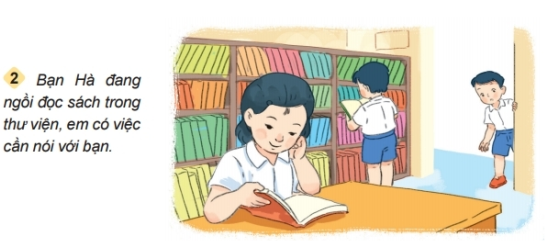 2 Bạn Hà đang
ngồi đọc sách trong
thư viện, em có việc
cần nói với bạn.